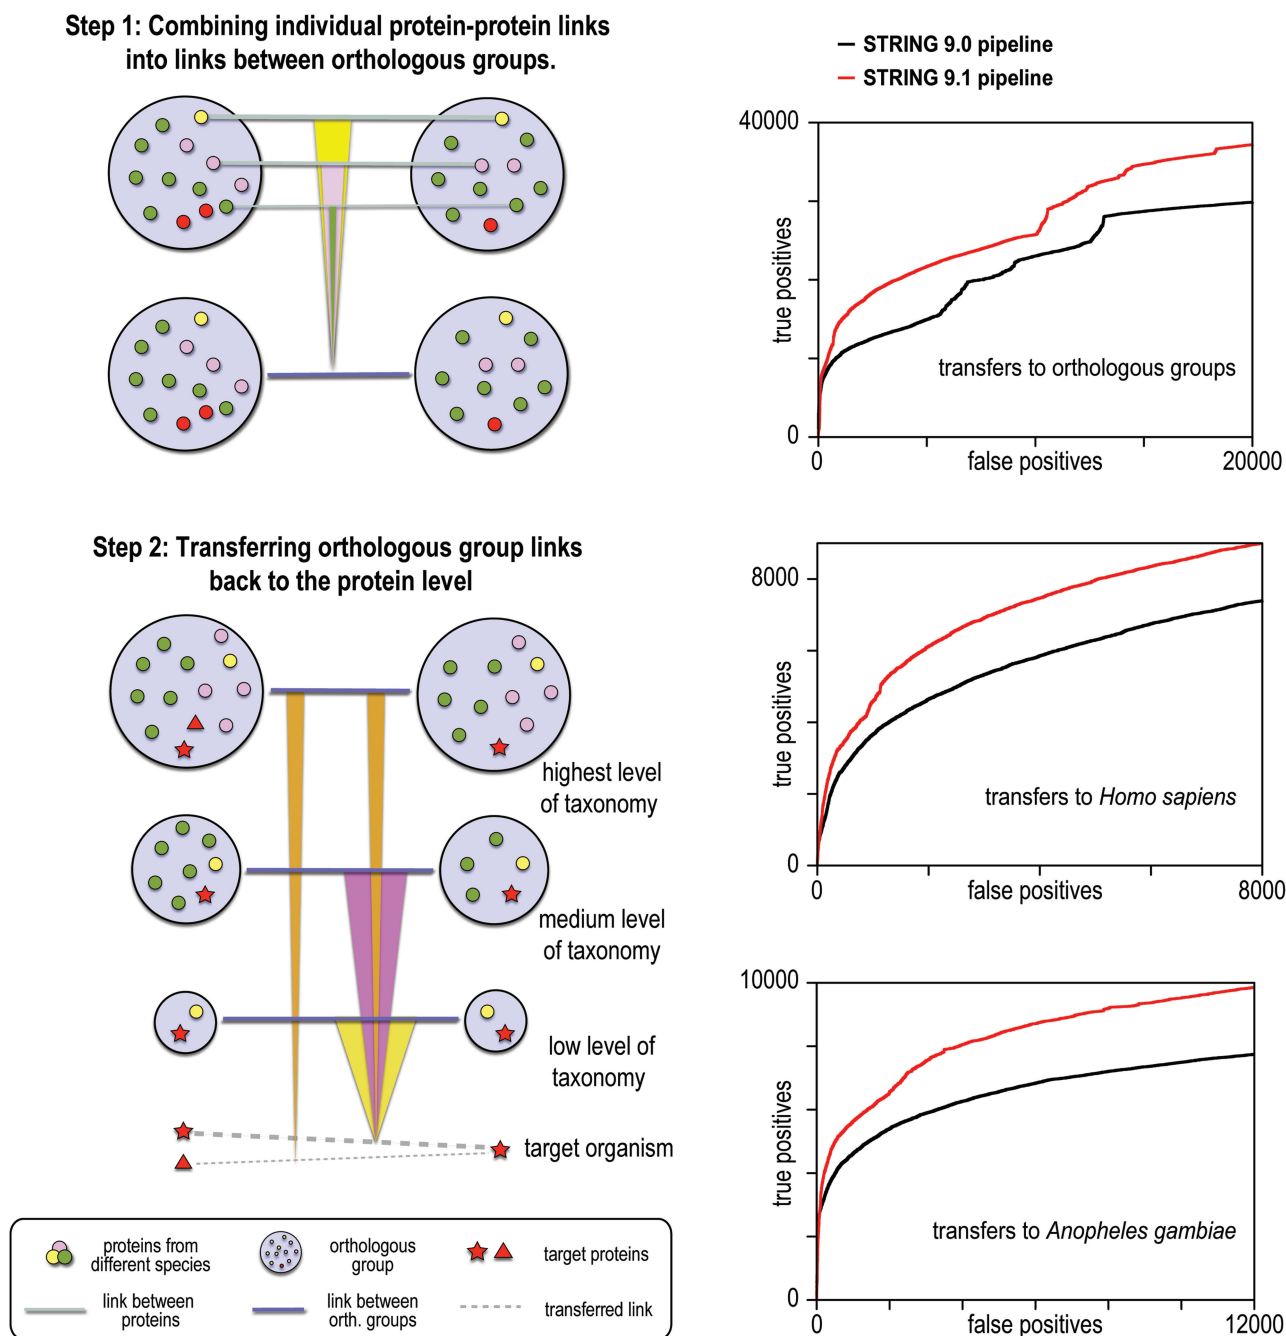 Step 1: Combining individual protein-protein links
into links between orthologous groups.
STRING 9.0 pipeline
STRING 9.1 pipeline
40000
true positives
0
transfers to orthologous groups
0
false positives
20000
Step 2: Transferring orthologous group links
back to the protein level
highest level
of taxonomy
medium level
of taxonomy
low level of
taxonomy
target organism
8000
true positives
0
transfers to Homo sapiens
0
false positives
8000
10000
true positives
0
transfers to Anopheles gambiae
0
false positives
12000
proteins from
different species
orthologous
group
target proteins
link between
proteins
link between
orth. groups
transferred link